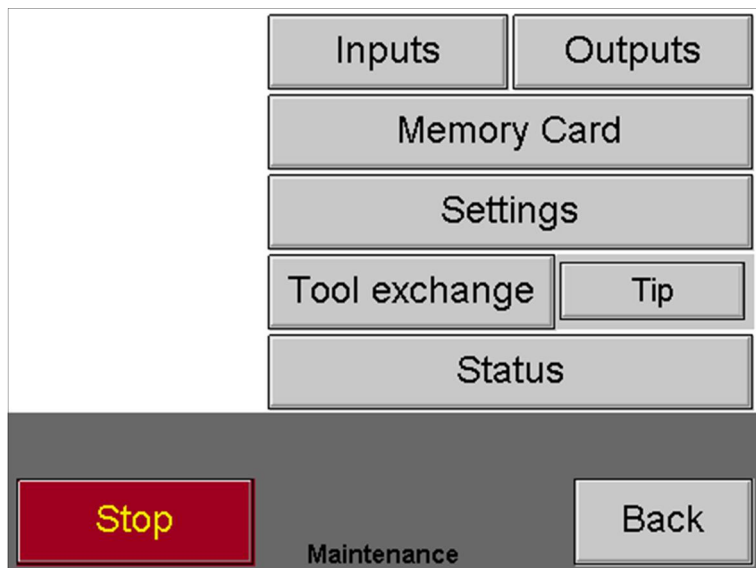 Inputs Outputs
Memory Card
Settings
Tool exchange Tip
Status
Stop Back
Maintenance